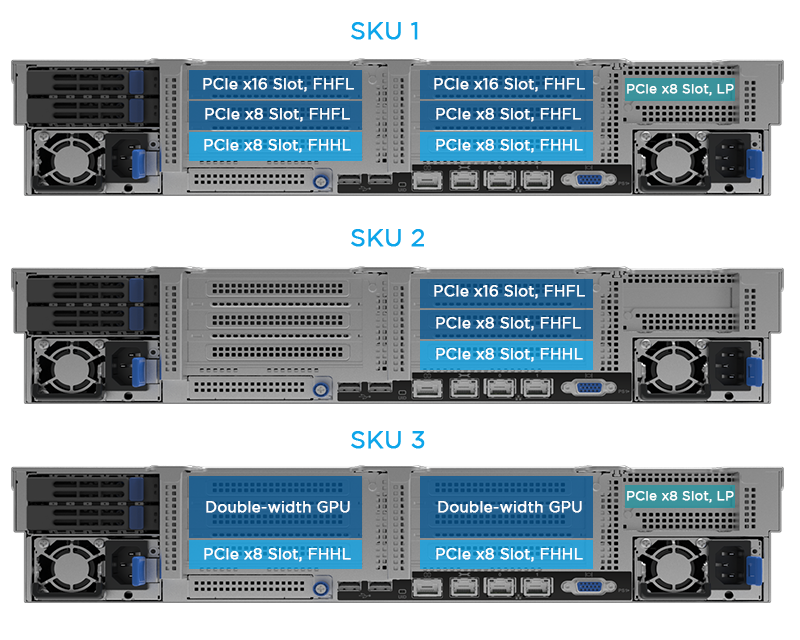 SKU 1
PCIe x16 Slot, FHFL
PCIe x16 Slot, FHFL
PCIe x8 Slot, LP
PCIe x8 Slot, FHFL
PCIe x8 Slot, FHFL
PCIe x8 Slot, FHHL
PCIe x8 Slot, FHHL
SKU 2
PCIe x16 Slot, FHFL
PCIe x8 Slot, FHFL
PCIe x8 Slot, FHHL
SKU 3
Double-width GPU
Double-width GPU
PCIe x8 Slot, LP
PCIe x8 Slot, FHHL
PCIe x8 Slot, FHHL